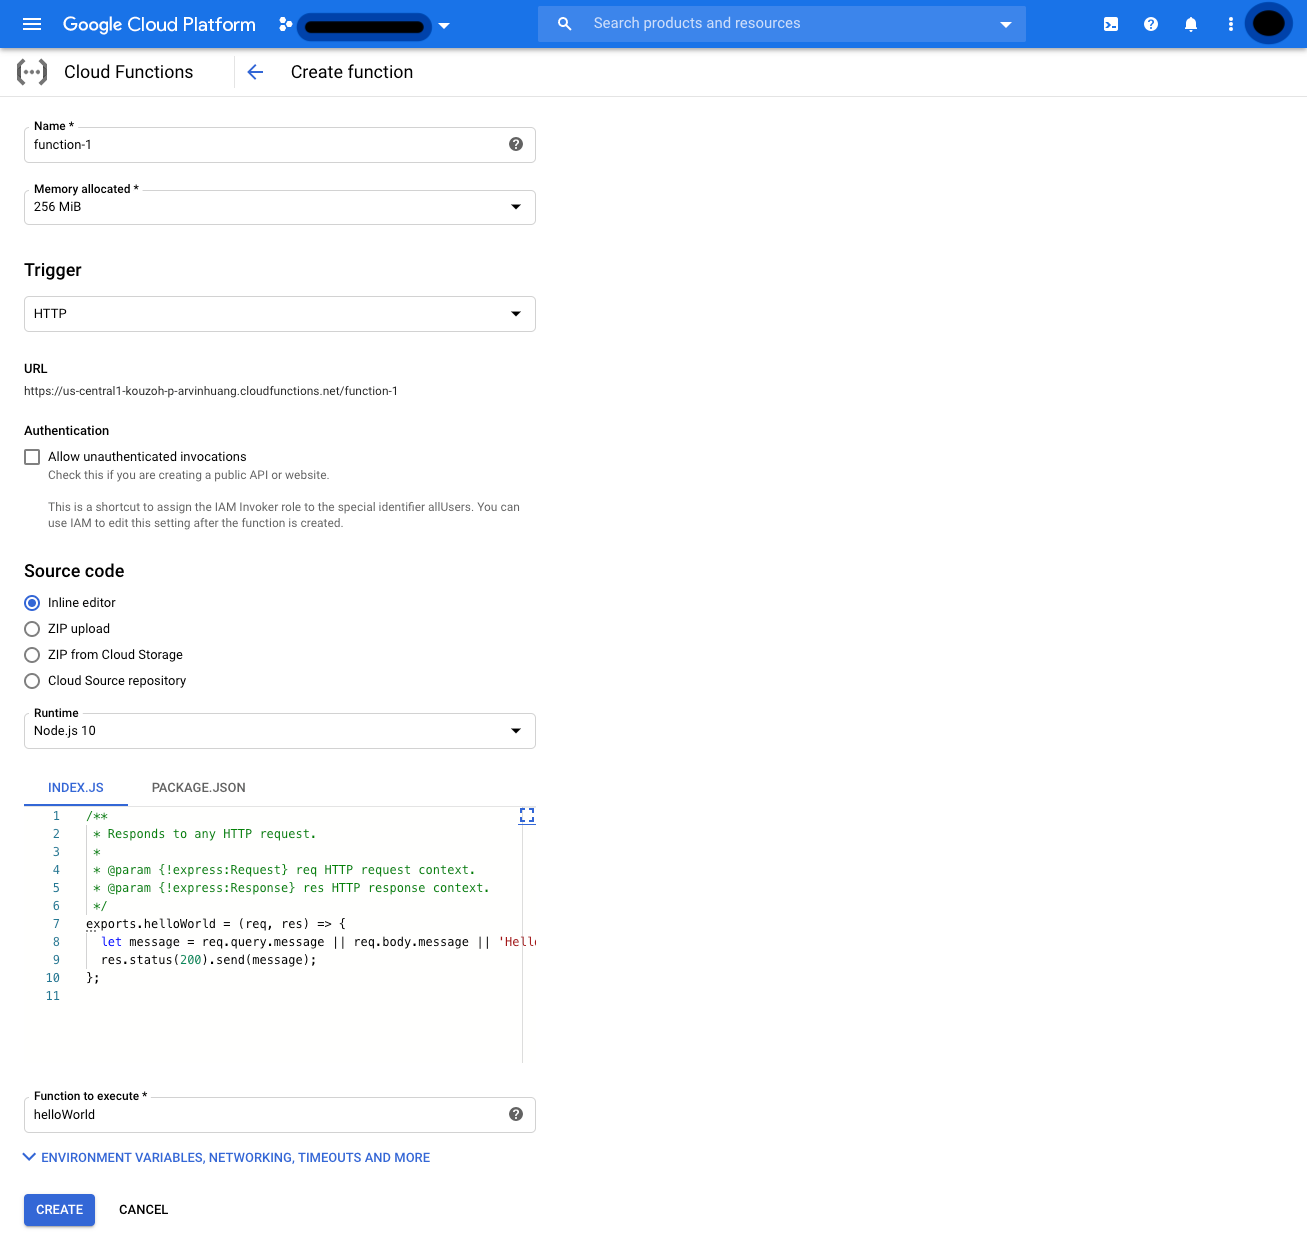 Google Cloud Platform
Search products and resources
Cloud Functions
Create function
Name *
function-1
Memory allocated *
256 MiB
Trigger
HTTP
URL
https://us-central1-kouzoh-p-arvinhuang.cloudfunctions.net/function-1
Authentication
Allow unauthenticated invocations
Check this if you are creating a public API or website.
This is a shortcut to assign the IAM Invoker role to the special identifier allUsers. You can
use IAM to edit this setting after the function is created.
Source code
Inline editor
ZIP upload
ZIP from Cloud Storage
Cloud Source repository
Runtime
Node.js 10
INDEX.JS PACKAGE.JSON
1 /**
2 * Responds to any HTTP request.
3 *
4 * @param {!express:Request} req HTTP request context.
5 * @param {!express:Response} res HTTP response context.
6 */
7 exports.helloWorld = (req, res) => {
8 let message = req.query.message || req.body.message || 'Hello
9 res.status(200).send(message);
10 };
11
Function to execute *
helloWorld
ENVIRONMENT VARIABLES, NETWORKING, TIMEOUTS AND MORE
CREATE CANCEL